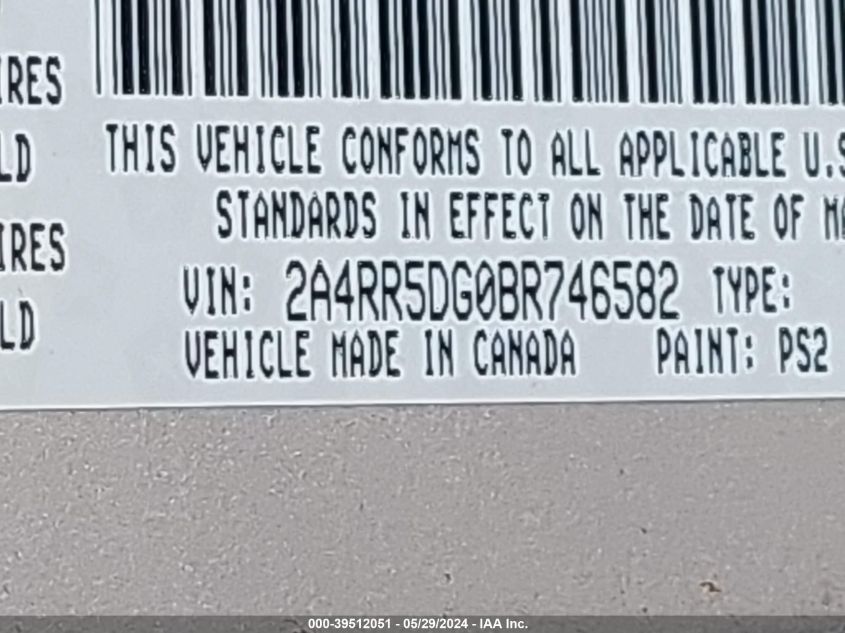 IRES
THIS VEHICLE CONFORMS TO ALL APPLICABLE U.S
LD
STANDARDS IN EFFECT ON THE DATE OF MA
IRES
VIN: 2A4RR5DG0BR746582 TYPE:
LD
VEHICLE MADE IN CANADA PAINT: PS2
000-39512051 - 05/29/2024 - IAA Inc.